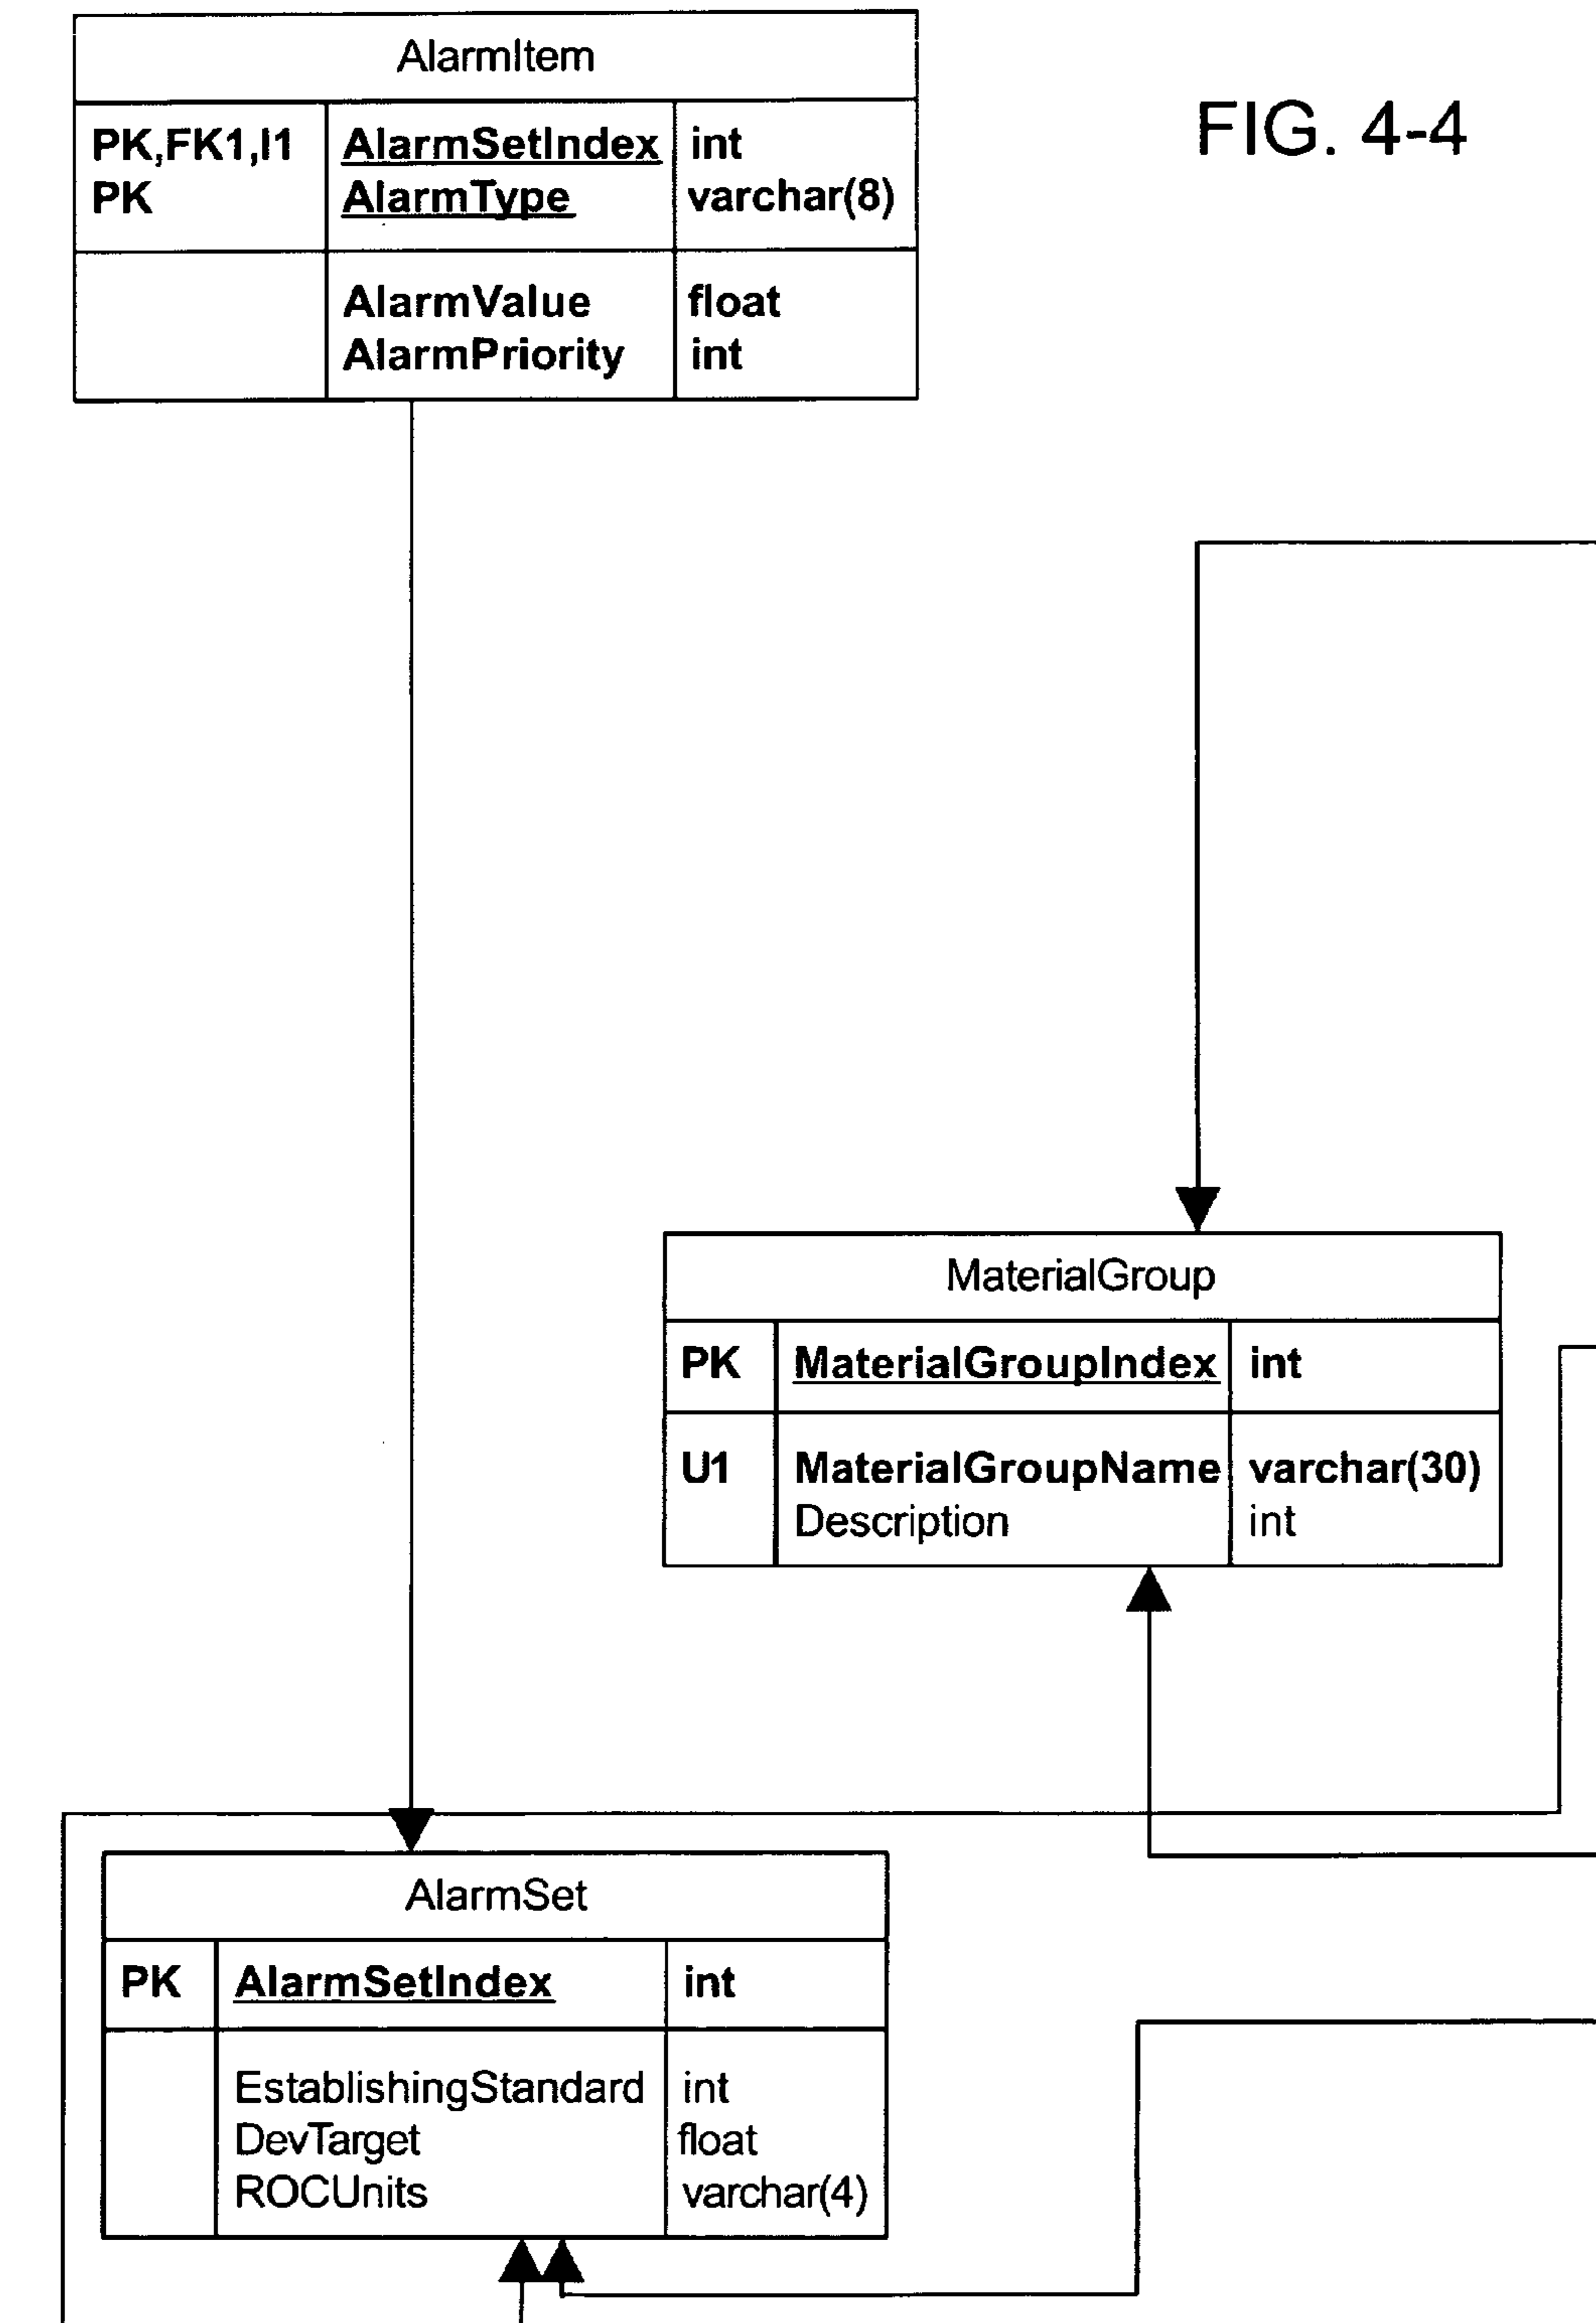 AlarmItem
FIG. 4-4
PK,FK1,I1 AlarmSetIndex int
PK AlarmType varchar(8)
AlarmValue float
AlarmPriority int
MaterialGroup
PK MaterialGroupIndex int
U1 MaterialGroupName varchar(30)
Description int
AlarmSet
PK AlarmSetIndex int
EstablishingStandard int
DevTarget float
ROCUnits varchar(4)